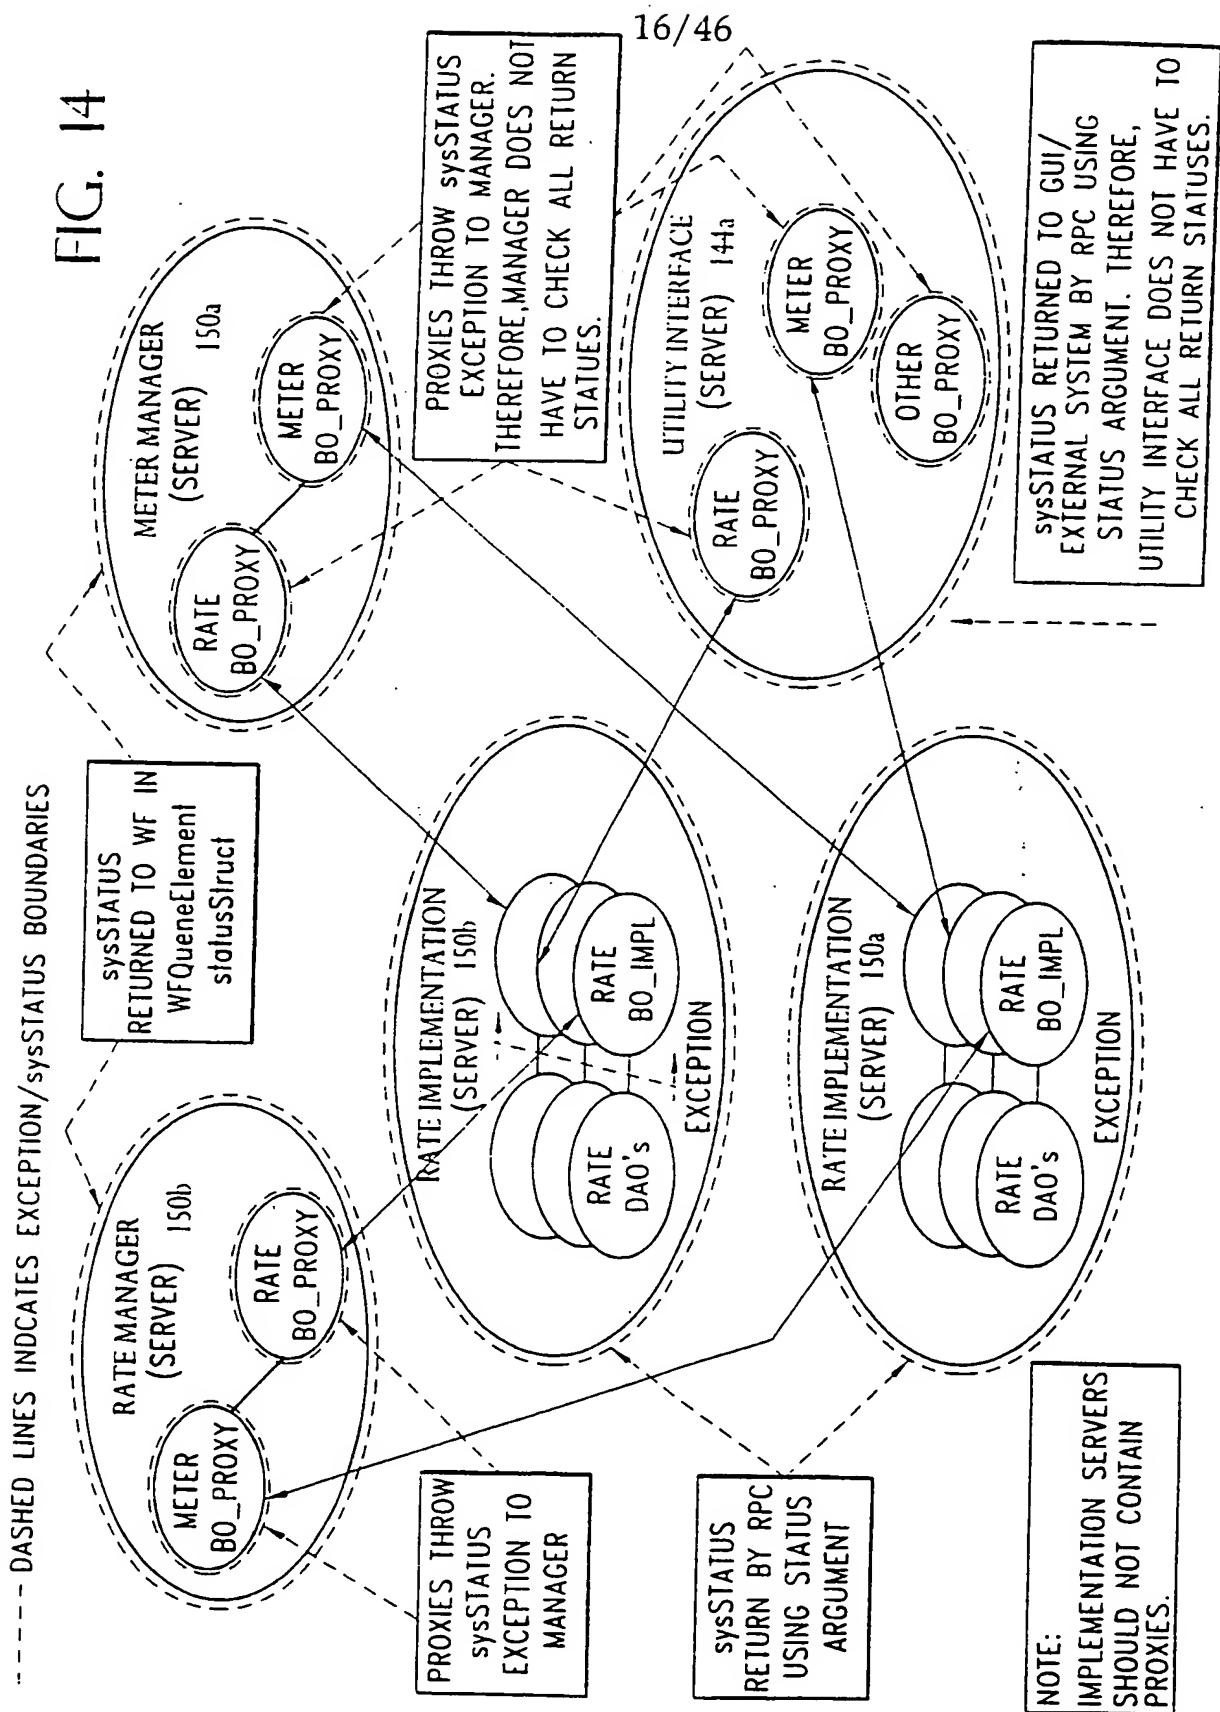 16/46
FIG. 14
---- DASHED LINES INDCATES EXCEPTION/sysSTATUS BOUNDARIES
RATE MANAGER
(SERVER) 150b
METER
BO_PROXY
RATE
BO_PROXY
sysSTATUS
RETURNED TO WF IN
WFQueneElement
statusStruct
METER MANAGER
(SERVER) 150a
RATE
BO_PROXY
METER
BO_PROXY
PROXIES THROW
sysSTATUS
EXCEPTION TO
MANAGER
RATE IMPLEMENTATION
(SERVER) 150b
RATE
DAO's
RATE
BO_IMPL
EXCEPTION
PROXIES THROW sysSTATUS
EXCEPTION TO MANAGER.
THEREFORE,MANAGER DOES NOT
HAVE TO CHECK ALL RETURN
STATUES.
sysSTATUS
RETURN BY RPC
USING STATUS
ARGUMENT
UTILITY INTERFACE
(SERVER) 144a
RATE
BO_PROXY
METER
BO_PROXY
OTHER
BO_PROXY
RATE IMPLEMENTATION
(SERVER) 150a
RATE
DAO's
RATE
BO_IMPL
EXCEPTION
NOTE:
IMPLEMENTATION SERVERS
SHOULD NOT CONTAIN
PROXIES.
sysSTATUS RETURNED TO GUI/
EXTERNAL SYSTEM BY RPC USING
STATUS ARGUMENT. THEREFORE,
UTILITY INTERFACE DOES NOT HAVE TO
CHECK ALL RETURN STATUSES.